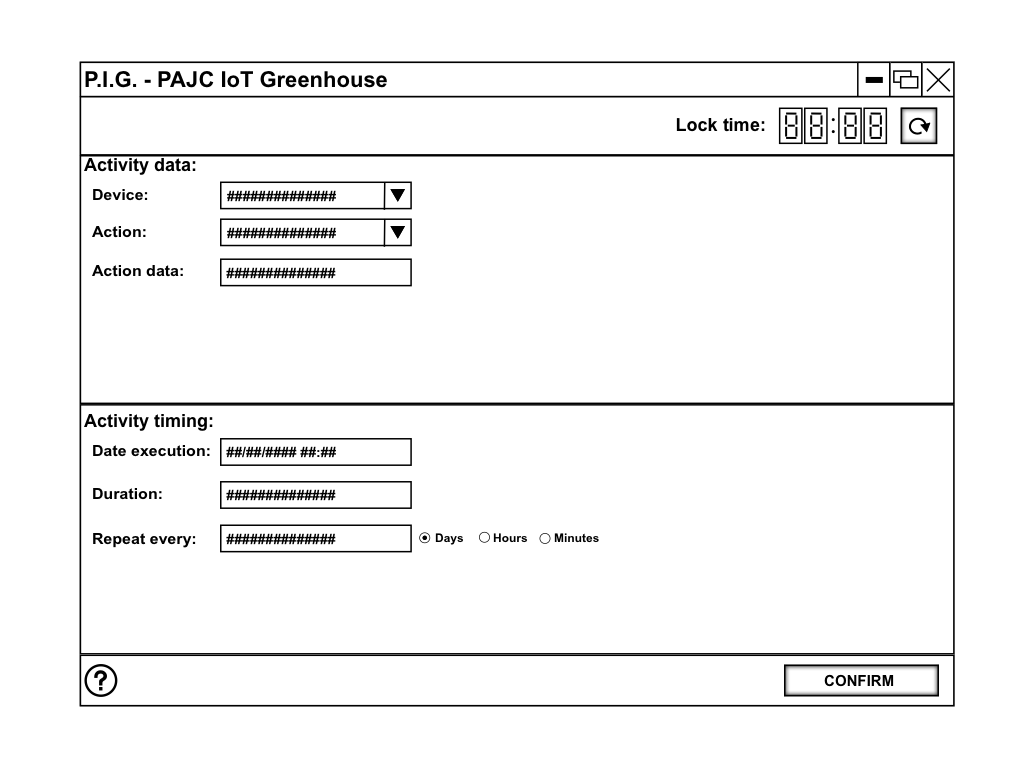 P.I.G. - PAJC IoT Greenhouse
Lock time: 88:88
Activity data:
Device: ##############
Action: ##############
Action data: ##############
Activity timing:
Date execution: ##/##/#### ##:##
Duration: ##############
Repeat every: ############## Days Hours Minutes
? CONFIRM